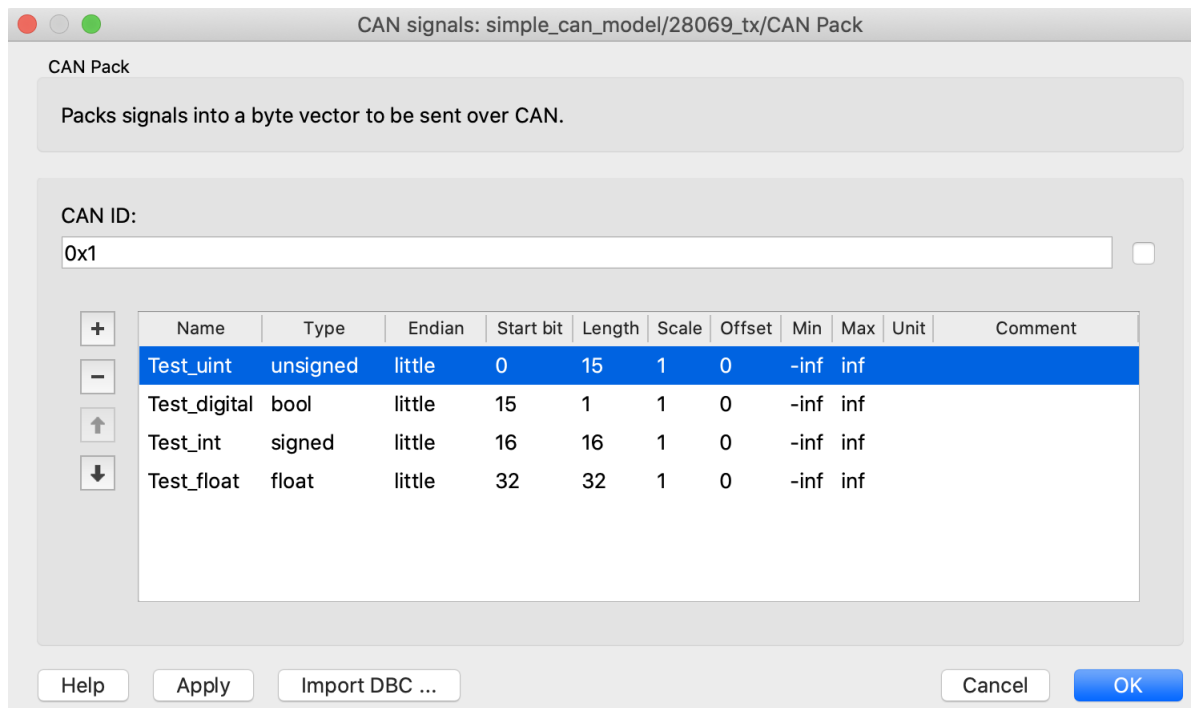 CAN signals: simple_can_model/28069_tx/CAN Pack
CAN Pack
Packs signals into a byte vector to be sent over CAN.
CAN ID:
0x1
Name Type Endian Start bit Length Scale Offset Min Max Unit Comment
Test_uint unsigned little 0 15 1 0 -inf inf
Test_digital bool little 15 1 1 0 -inf inf
Test_int signed little 16 16 1 0 -inf inf
Test_float float little 32 32 1 0 -inf inf
Help Apply Import DBC ... Cancel OK